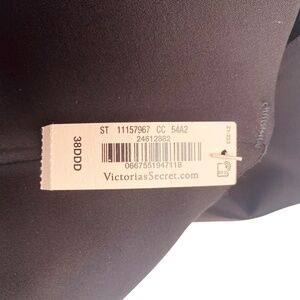 ST 11157967 CC 54A2
24612882
0667551947118
VictoriasSecret.com
38DDD